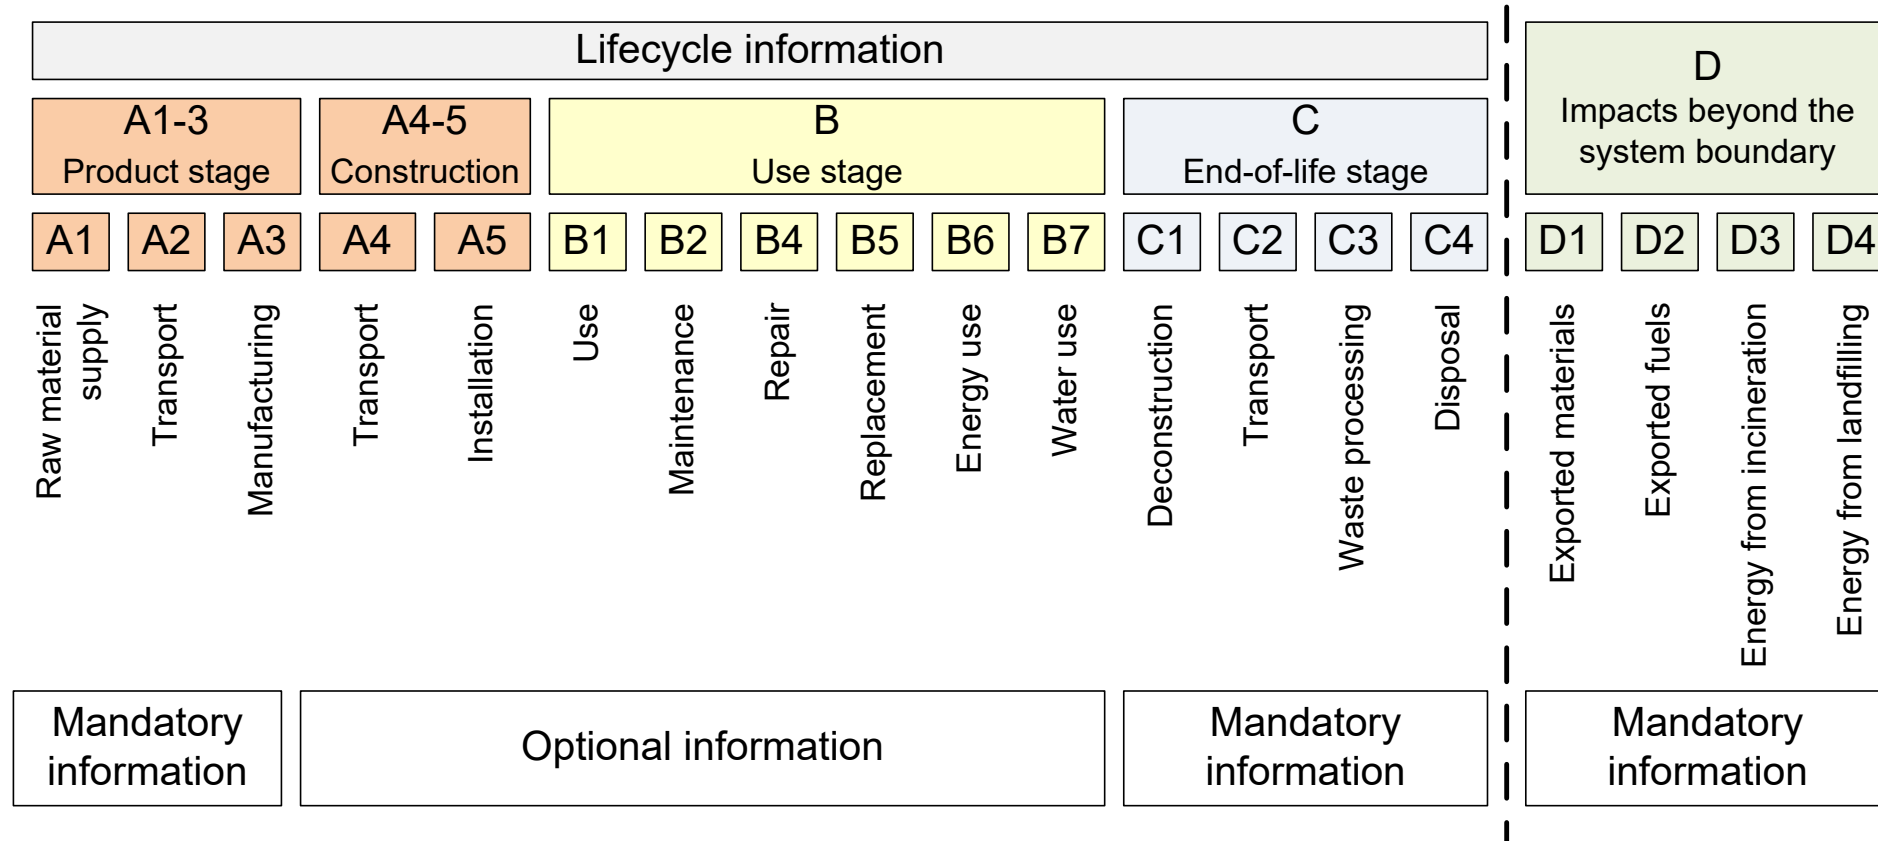 Lifecycle information
D
Impacts beyond the
system boundary
A1-3
Product stage
A4-5
Construction
B
Use stage
C
End-of-life stage
A1
A2
A3
A4
A5
B1
B2
B4
B5
B6
B7
C1
C2
C3
C4
D1
D2
D3
D4
Raw material
supply
Transport
Manufacturing
Transport
Installation
Use
Maintenance
Repair
Replacement
Energy use
Water use
Deconstruction
Transport
Waste processing
Disposal
Exported materials
Exported fuels
Energy from incineration
Energy from landfilling
Mandatory
information
Optional information
Mandatory
information
Mandatory
information